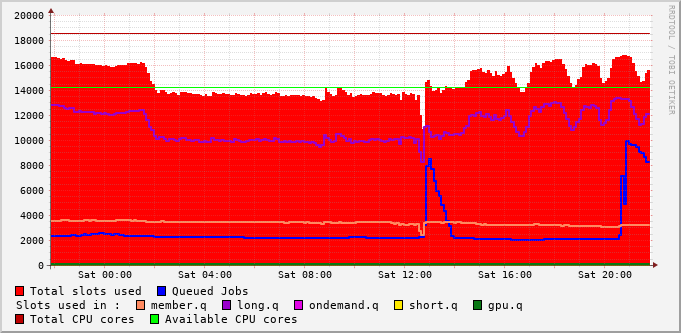 20000
18000
16000
14000
12000
10000
8000
6000
4000
2000
0
Sat 00:00 Sat 04:00 Sat 08:00 Sat 12:00 Sat 16:00 Sat 20:00
Total slots used Queued Jobs
Slots used in : member.q long.q ondemand.q short.q gpu.q
Total CPU cores Available CPU cores
RRDTOOL / TOBI OETIKER